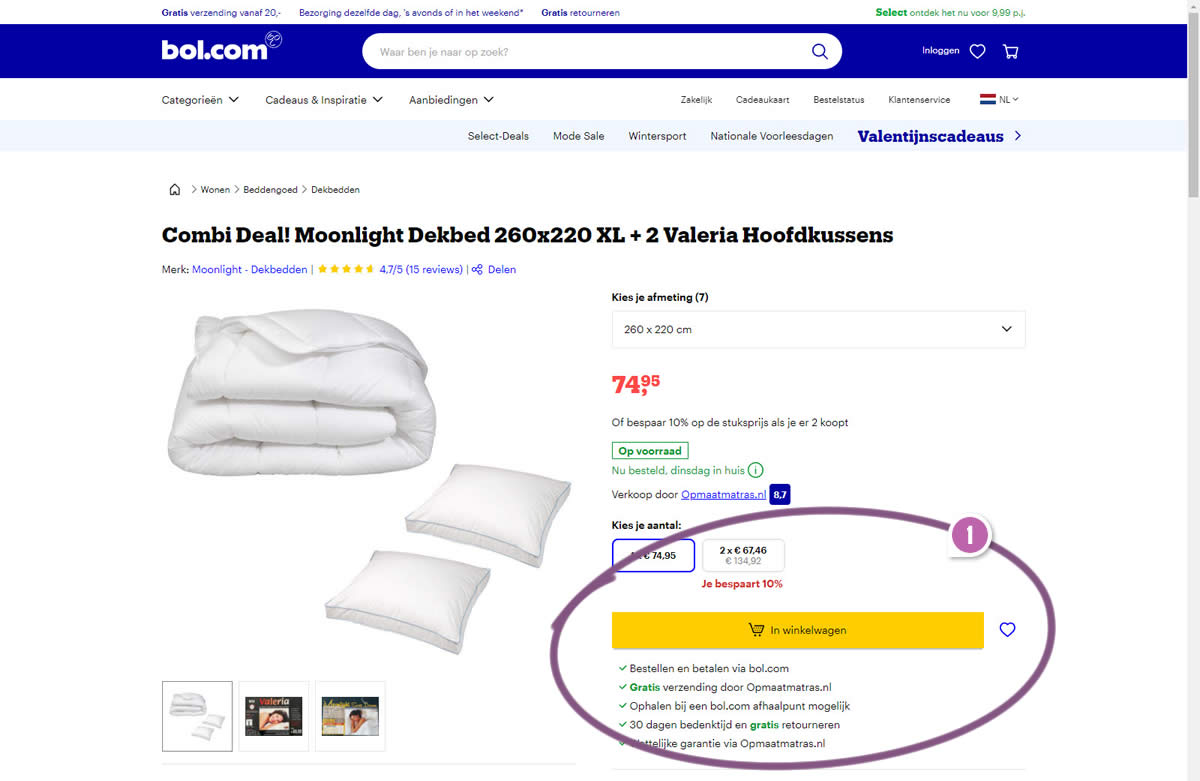 Gratis verzending vanaf 20,- Bezorging dezelfde dag, 's avonds of in het weekend* Gratis retourneren Select ontdek het nu voor 9,99 p.j.
bol.com Waar ben je naar op zoek? Inloggen
Categorieën Cadeaus & Inspiratie Aanbiedingen Zakelijk Cadeaukaart Bestelstatus Klantenservice NL
Select-Deals Mode Sale Wintersport Nationale Voorleesdagen Valentijnscadeaus
Wonen Beddengoed Dekbedden
Combi Deal! Moonlight Dekbed 260x220 XL + 2 Valeria Hoofdkussens
Merk: Moonlight - Dekbedden | 4.7/5 (15 reviews) | Delen
Kies je afmeting (7)
260 x 220 cm
74,95
Of bespaar 10% op de stuksprijs als je er 2 koopt
Op voorraad
Nu besteld, dinsdag in huis
Verkoop door Opmaatmatras.nl 8,7
Kies je aantal:
1
€ 74,95
2 x € 67,46
€ 134,92
Je bespaart 10%
In winkelwagen
Bestellen en betalen via bol.com
Gratis verzending door Opmaatmatras.nl
Ophalen bij een bol.com afhaalpunt mogelijk
30 dagen bedenktijd en gratis retourneren
garantie via Opmaatmatras.nl
Valeria